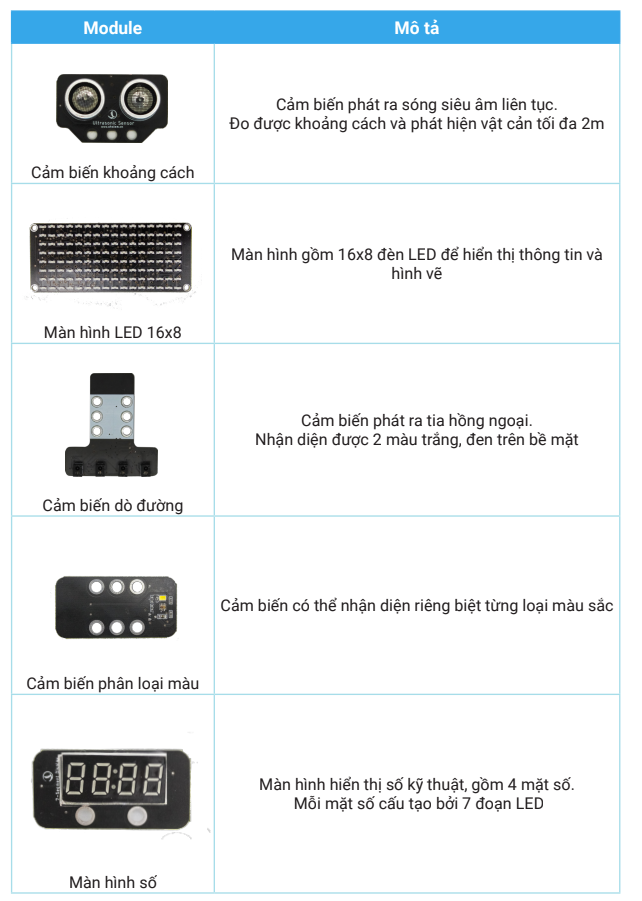 Module
Mô tả
Ultrasonic Sensor
Cảm biến khoảng cách
Cảm biến phát ra sóng siêu âm liên tục.
Đo được khoảng cách và phát hiện vật cản tối đa 2m
Màn hình LED 16x8
Màn hình gồm 16x8 đèn LED để hiển thị thông tin và
hình vẽ
Cảm biến dò đường
Cảm biến phát ra tia hồng ngoại.
Nhận diện được 2 màu trắng, đen trên bề mặt
Cảm biến phân loại màu
Cảm biến có thể nhận diện riêng biệt từng loại màu sắc
88:88
Màn hình số
Màn hình hiển thị số kỹ thuật, gồm 4 mặt số.
Mỗi mặt số cấu tạo bởi 7 đoạn LED